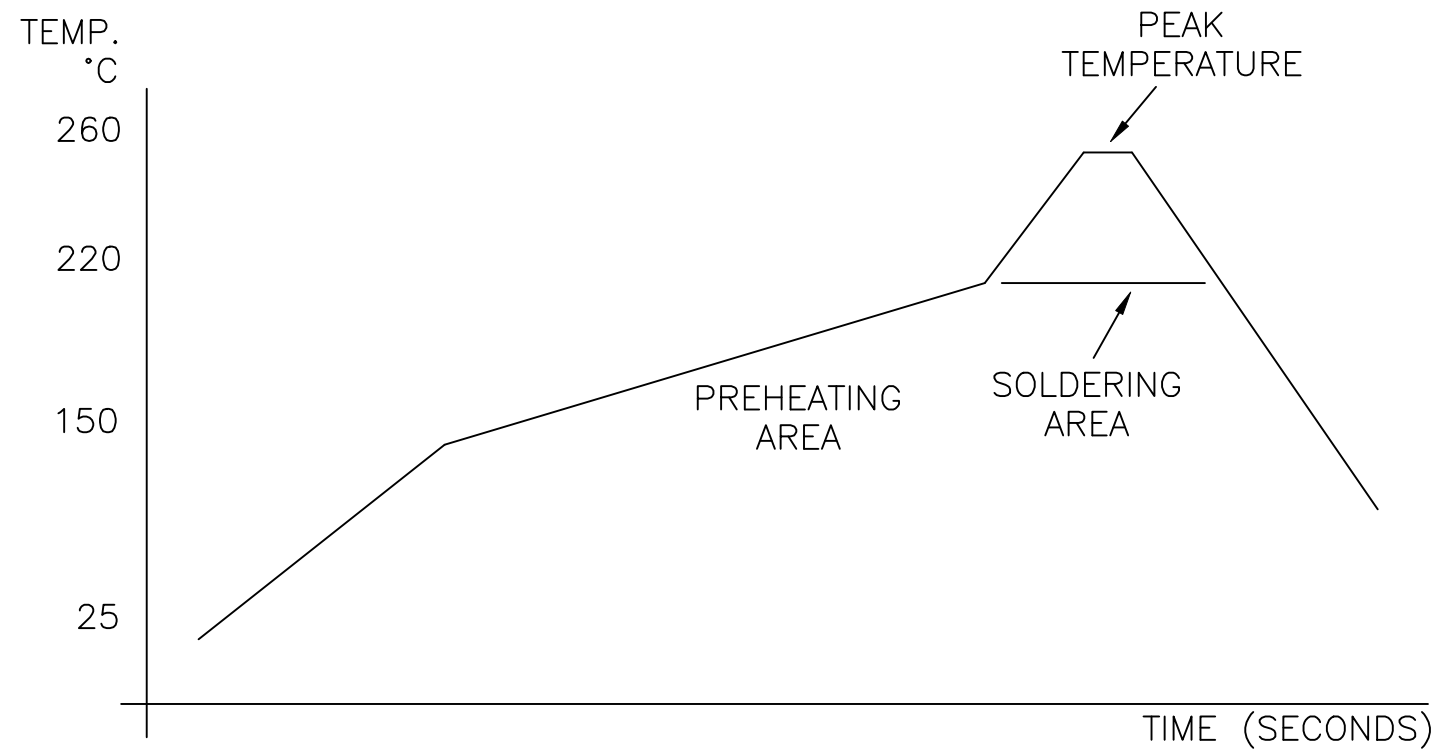 TEMP.
°C
PEAK
TEMPERATURE
260
220
150
25
PREHEATING
AREA
SOLDERING
AREA
TIME (SECONDS)